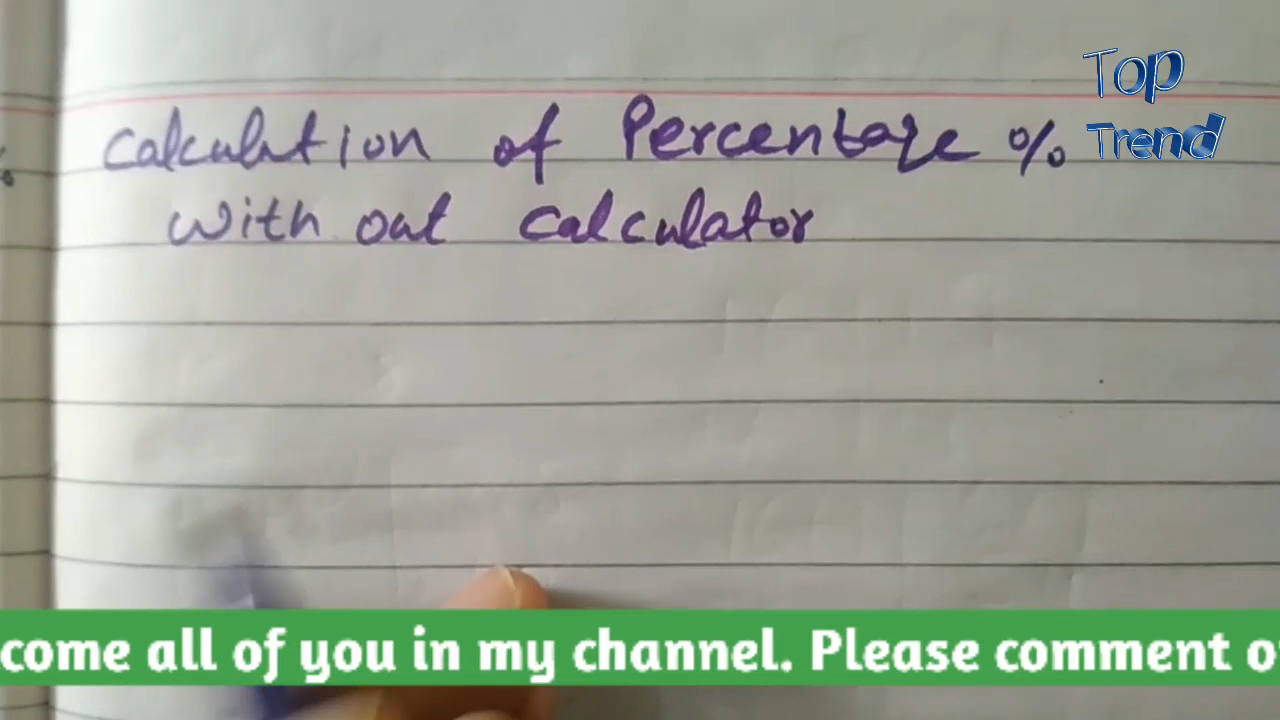 Calculation of Percentage %
with out Calculator
Top
Trend
come all of you in my channel. Please comment o